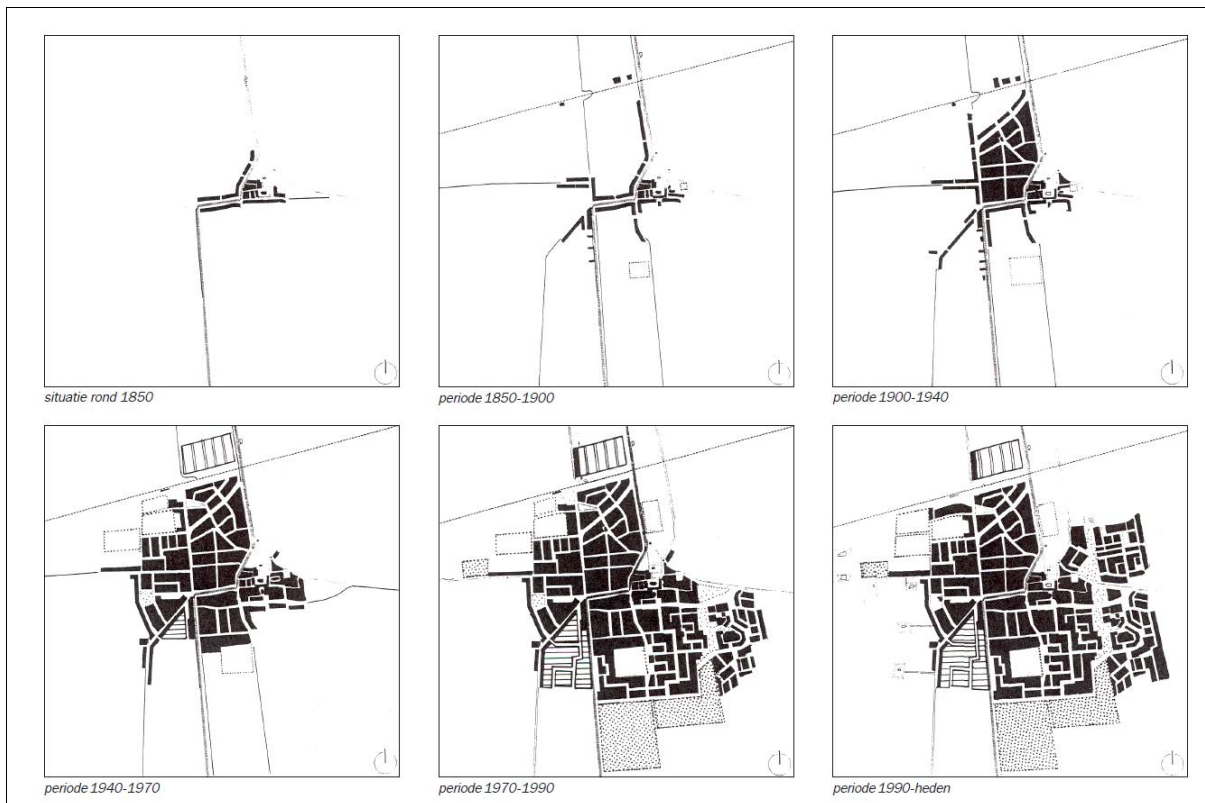 situatie rond 1850
periode 1850-1900
periode 1900-1940
periode 1940-1970
periode 1970-1990
periode 1990-heden